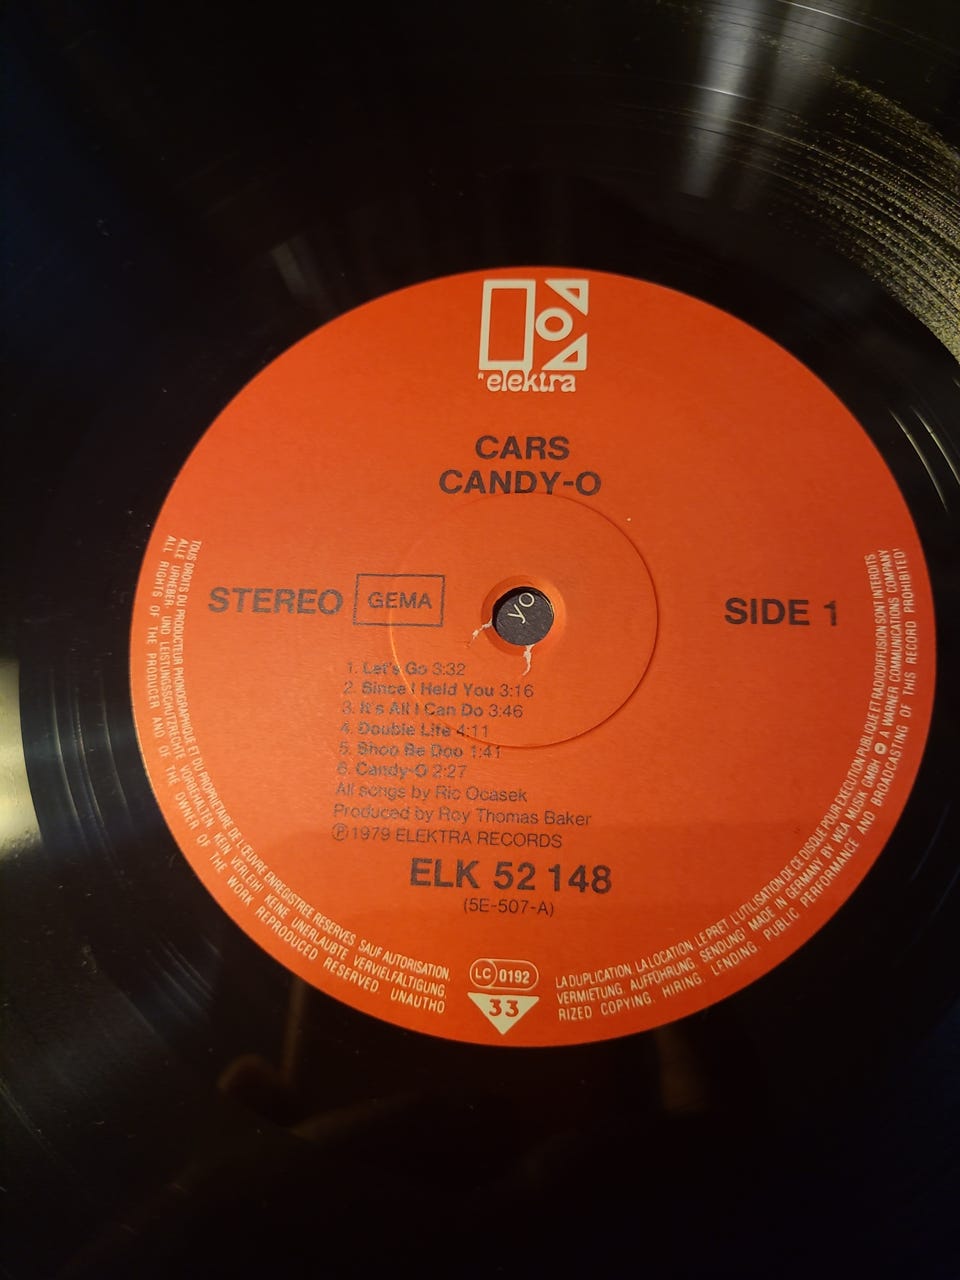 elektra
CARS
CANDY-O
STEREO GEMA
SIDE 1
yo
1. Let's Go 3:32
2. Since I Held You 3:16
3. It's All I Can Do 3:46
4. Double Life 4:11
5. Shoo Be Doo 1:41
6. Candy-O 2:27
All songs by Ric Ocasek
Produced by Roy Thomas Baker
Ⓟ1979 ELEKTRA RECORDS
ELK 52 148
(5E-507-A)
LC 0192
33
TOUS DROITS DU PRODUCTEUR PHONOGRAPHIQUE ET DU PROPRIETAIRE DE L'ŒUVRE ENREGISTREE RESERVES SAUF AUTORISATION,
LA DUPLICATION, LA LOCATION, LE PRET, L'UTILISATION DE CE DISQUE POUR EXECUTION PUBLIQUE ET RADIODIFFUSION SONT INTERDITS
ALLE URHEBER- UND LEISTUNGSSCHUTZRECHTE VORBEHALTEN KEIN VERLEIH! KEINE UNERLAUBTE VERVIELFÄLTIGUNG,
VERMIETUNG, AUFFÜHRUNG, SENDUNG! MADE IN GERMANY BY WEA MUSIK GMBH A WARNER COMMUNICATIONS COMPANY
ALL RIGHTS OF THE PRODUCER AND OF THE OWNER OF THE WORK REPRODUCED RESERVED. UNAUTHO
RIZED COPYING, HIRING, LENDING, PUBLIC PERFORMANCE AND BROADCASTING OF THIS RECORD PROHIBITED!